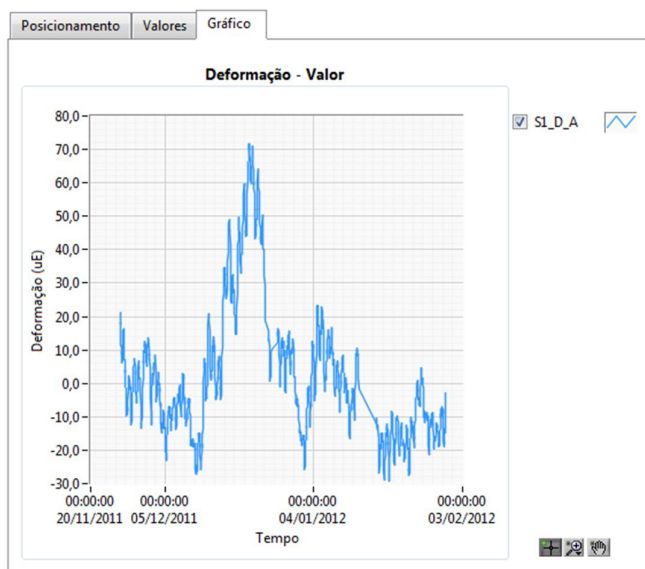 Posicionamento Valores Gráfico
Deformação - Valor
S1_D_A
80,0
70,0
60,0
50,0
40,0
30,0
20,0
10,0
0,0
-10,0
-20,0
-30,0
Deformação (uE)
00:00:00 00:00:00 00:00:00 00:00:00
20/11/2011 05/12/2011 04/01/2012 03/02/2012
Tempo